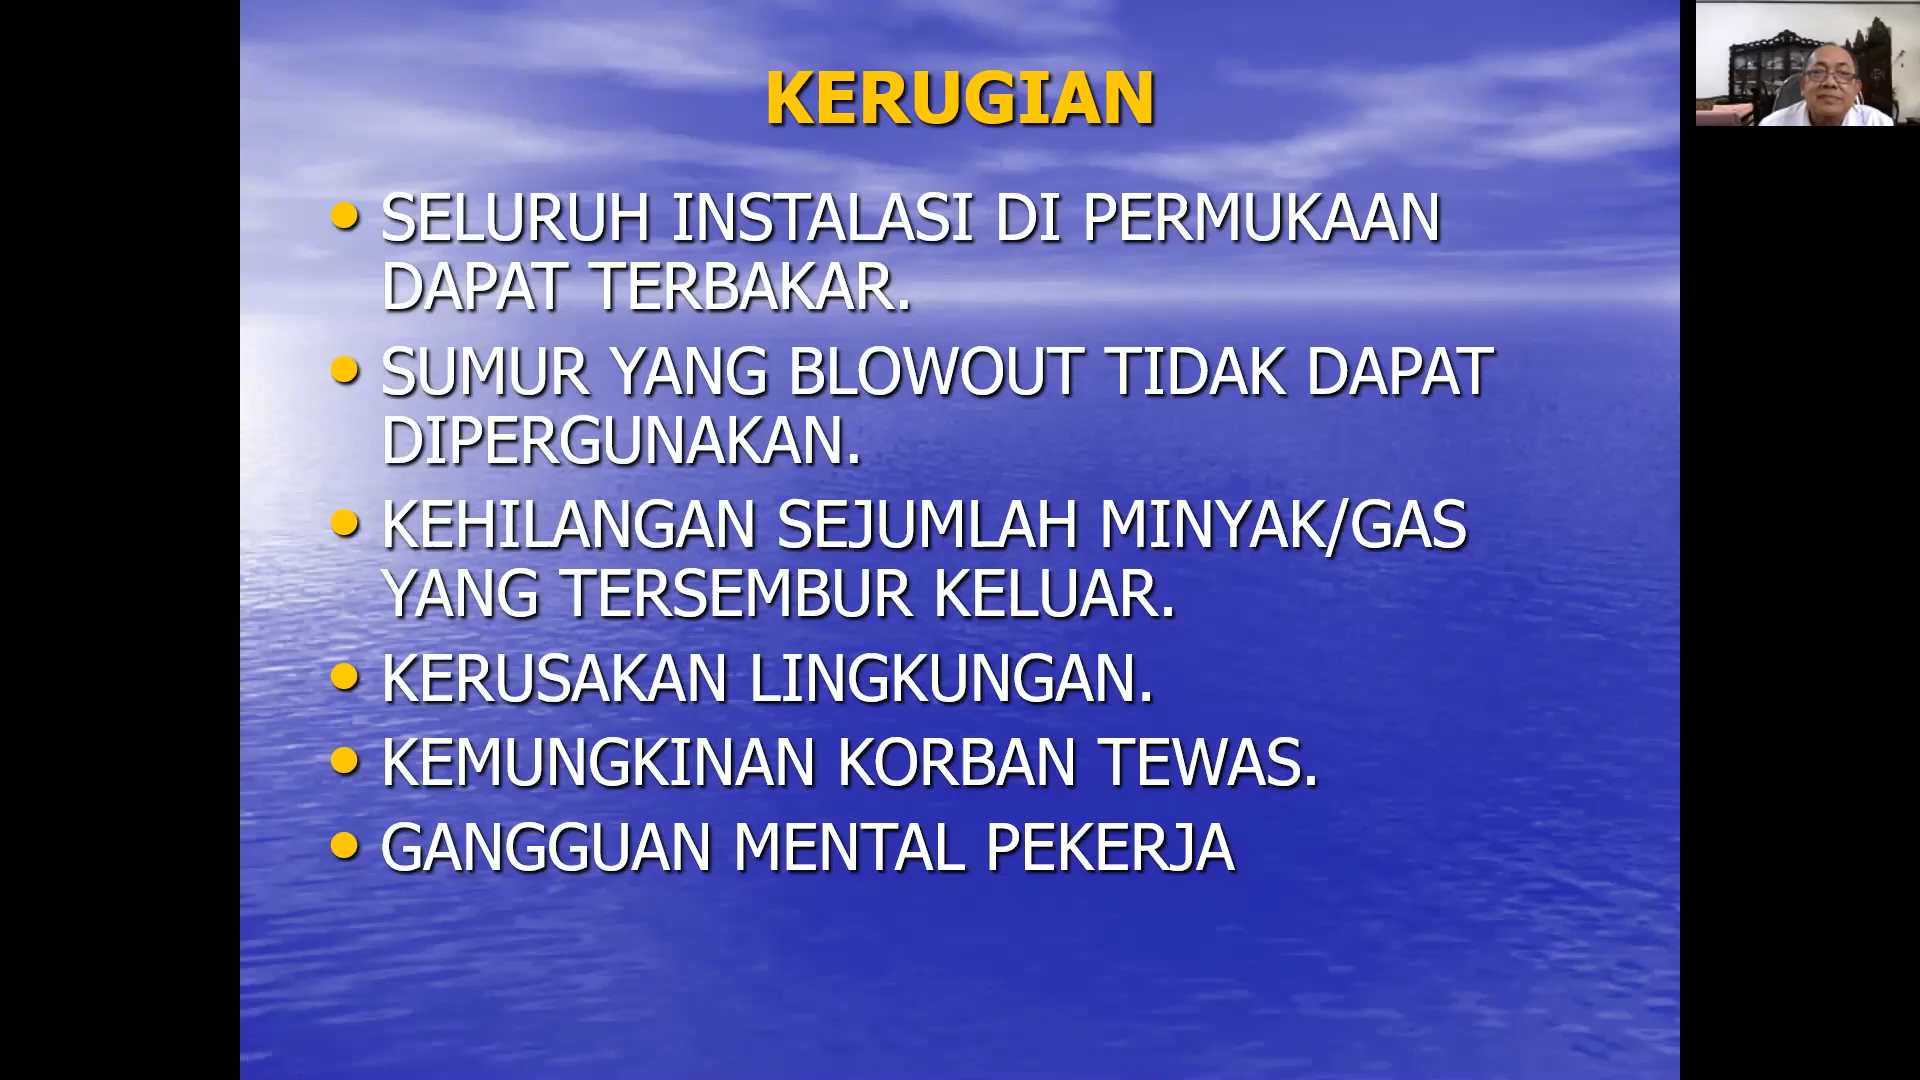 KERUGIAN
• SELURUH INSTALASI DI PERMUKAAN
DAPAT TERBAKAR.
• SUMUR YANG BLOWOUT TIDAK DAPAT
DIPERGUNAKAN.
• KEHILANGAN SEJUMLAH MINYAK/GAS
YANG TERSEMBUR KELUAR.
• KERUSAKAN LINGKUNGAN.
• KEMUNGKINAN KORBAN TEWAS.
• GANGGUAN MENTAL PEKERJA